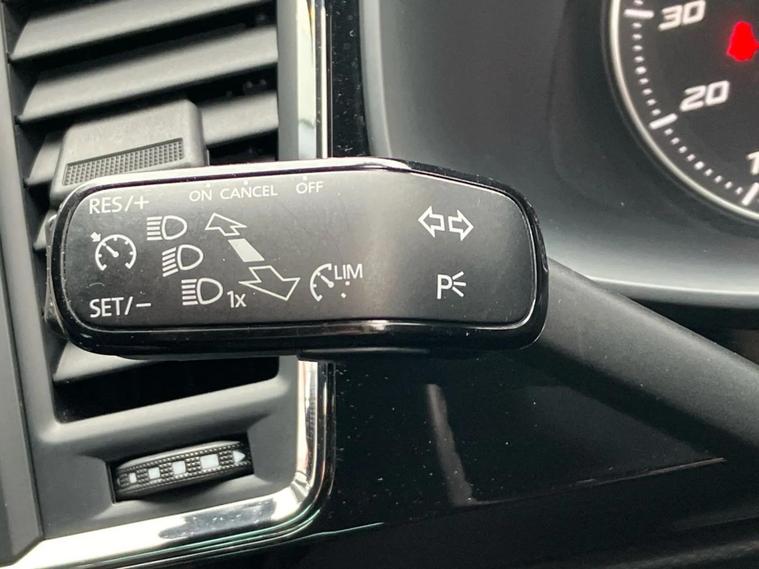 RES/+ ON CANCEL OFF
LIM
SET/- 1x P
30
20